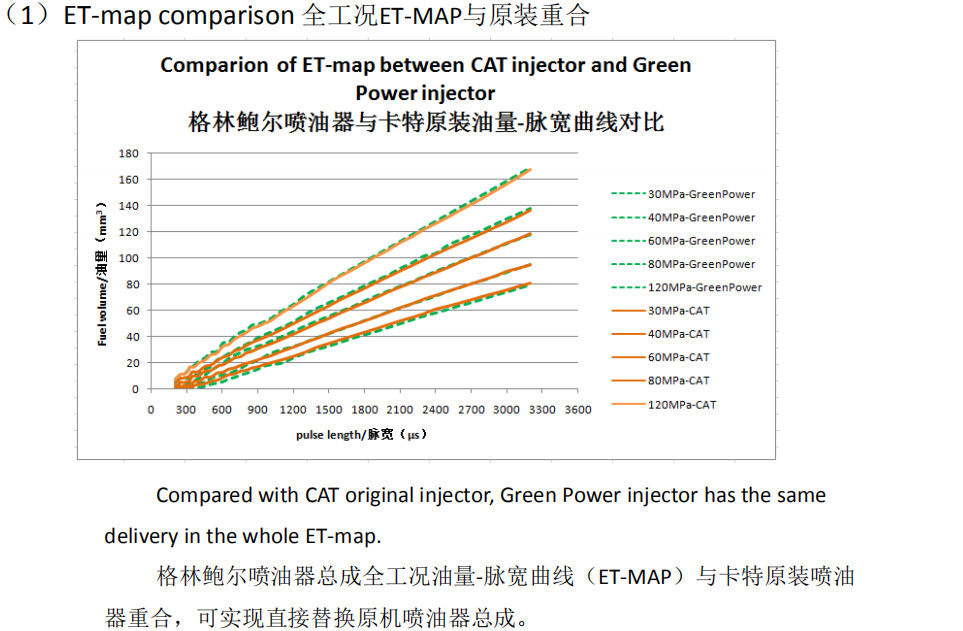 （1）ET-map comparison 全工况ET-MAP与原装重合
Comparion of ET-map between CAT injector and Green
Power injector
格林鲍尔喷油器与卡特原装油量-脉宽曲线对比
180
160
140
120
100
80
60
40
20
0
Fuel volume/油里（mm³）
0 300 600 900 1200 1500 1800 2100 2400 2700 3000 3300 3600
pulse length/脉宽（μs）
30MPa-GreenPower
40MPa-GreenPower
60MPa-GreenPower
80MPa-GreenPower
120MPa-GreenPower
30MPa-CAT
40MPa-CAT
60MPa-CAT
80MPa-CAT
120MPa-CAT
Compared with CAT original injector, Green Power injector has the same
delivery in the whole ET-map.
格林鲍尔喷油器总成全工况油量-脉宽曲线（ET-MAP）与卡特原装喷油
器重合，可实现直接替换原机喷油器总成。